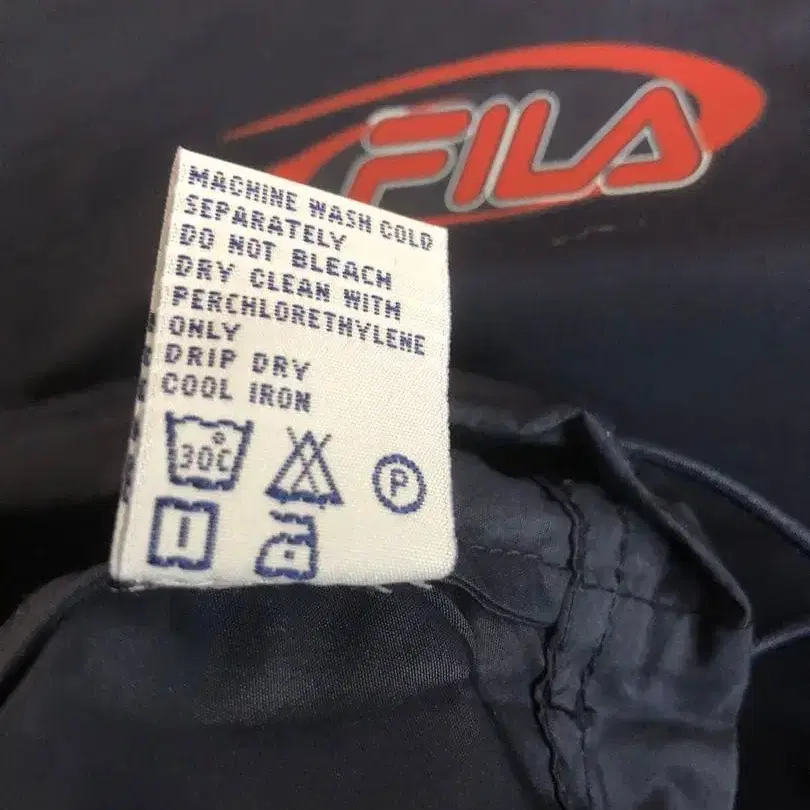 FILA
MACHINE WASH COLD
SEPARATELY
DO NOT BLEACH
DRY CLEAN WITH
PERCHLORETHYLENE
ONLY
DRIP DRY
COOL IRON
30C
P